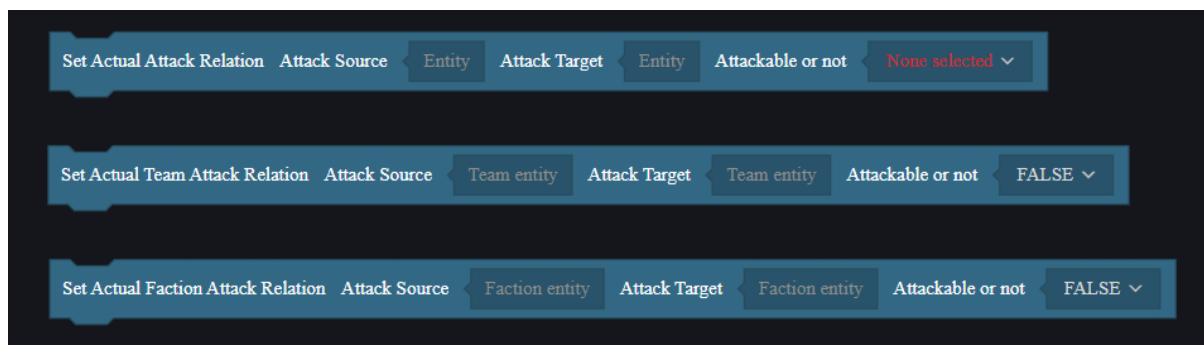 Set Actual Attack Relation Attack Source Entity Attack Target Entity Attackable or not None selected
Set Actual Team Attack Relation Attack Source Team entity Attack Target Team entity Attackable or not FALSE
Set Actual Faction Attack Relation Attack Source Faction entity Attack Target Faction entity Attackable or not FALSE